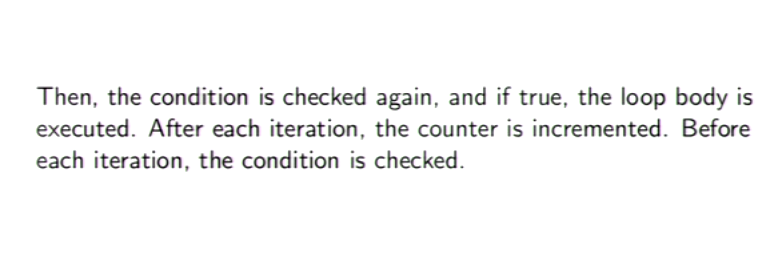 Then, the condition is checked again, and if true, the loop body is
executed. After each iteration, the counter is incremented. Before
each iteration, the condition is checked.